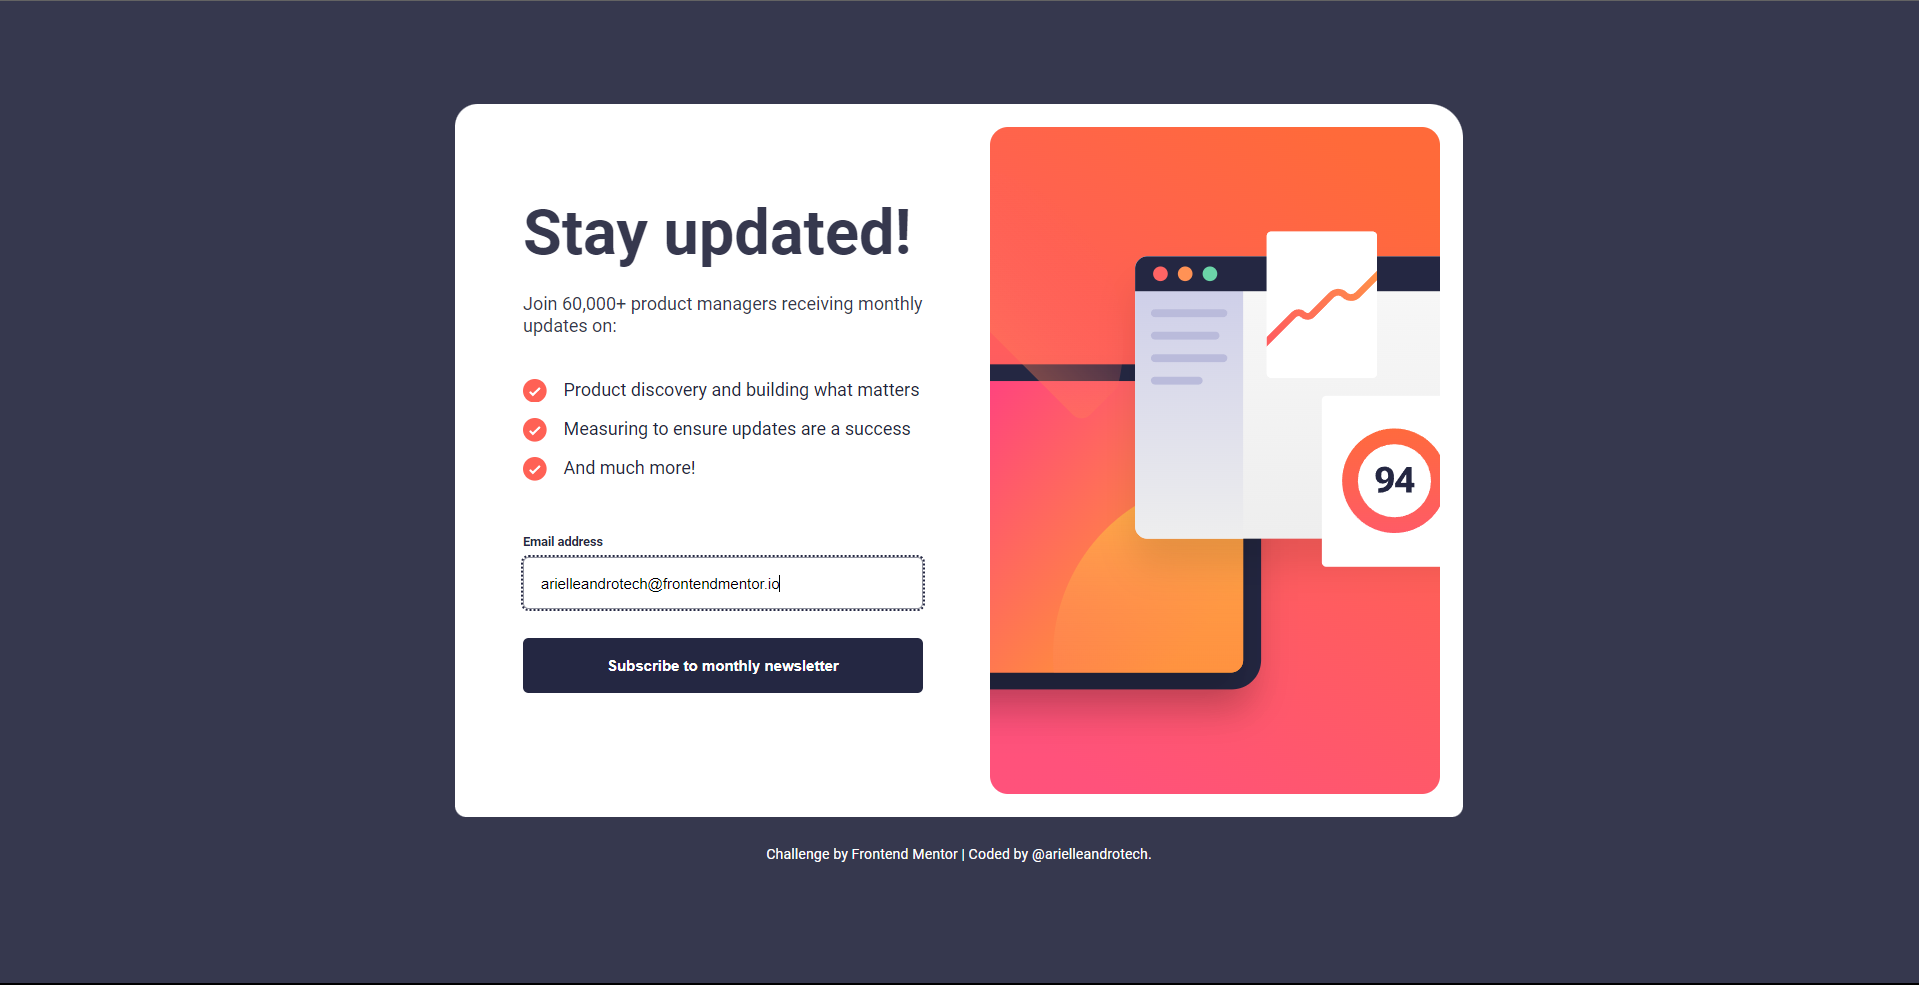 Stay updated!
Join 60,000+ product managers receiving monthly
updates on:
Product discovery and building what matters
Measuring to ensure updates are a success
And much more!
Email address
arielleandrotech@frontendmentor.io
Subscribe to monthly newsletter
94
Challenge by Frontend Mentor | Coded by @arielleandrotech.